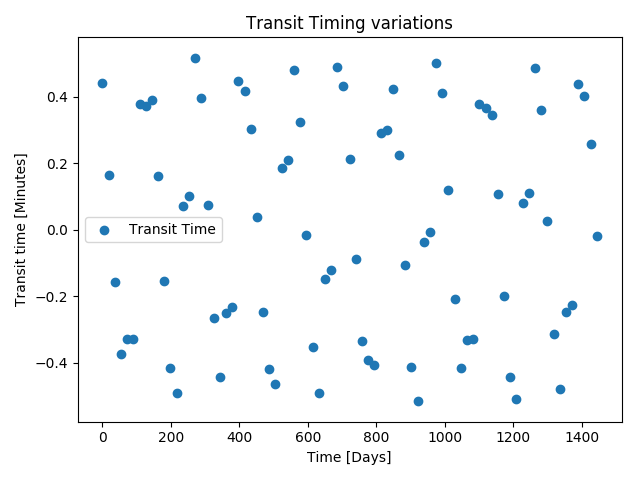 Transit Timing variations
Transit time [Minutes]
0.4
0.2
0.0
−0.2
−0.4
Transit Time
0 200 400 600 800 1000 1200 1400
Time [Days]